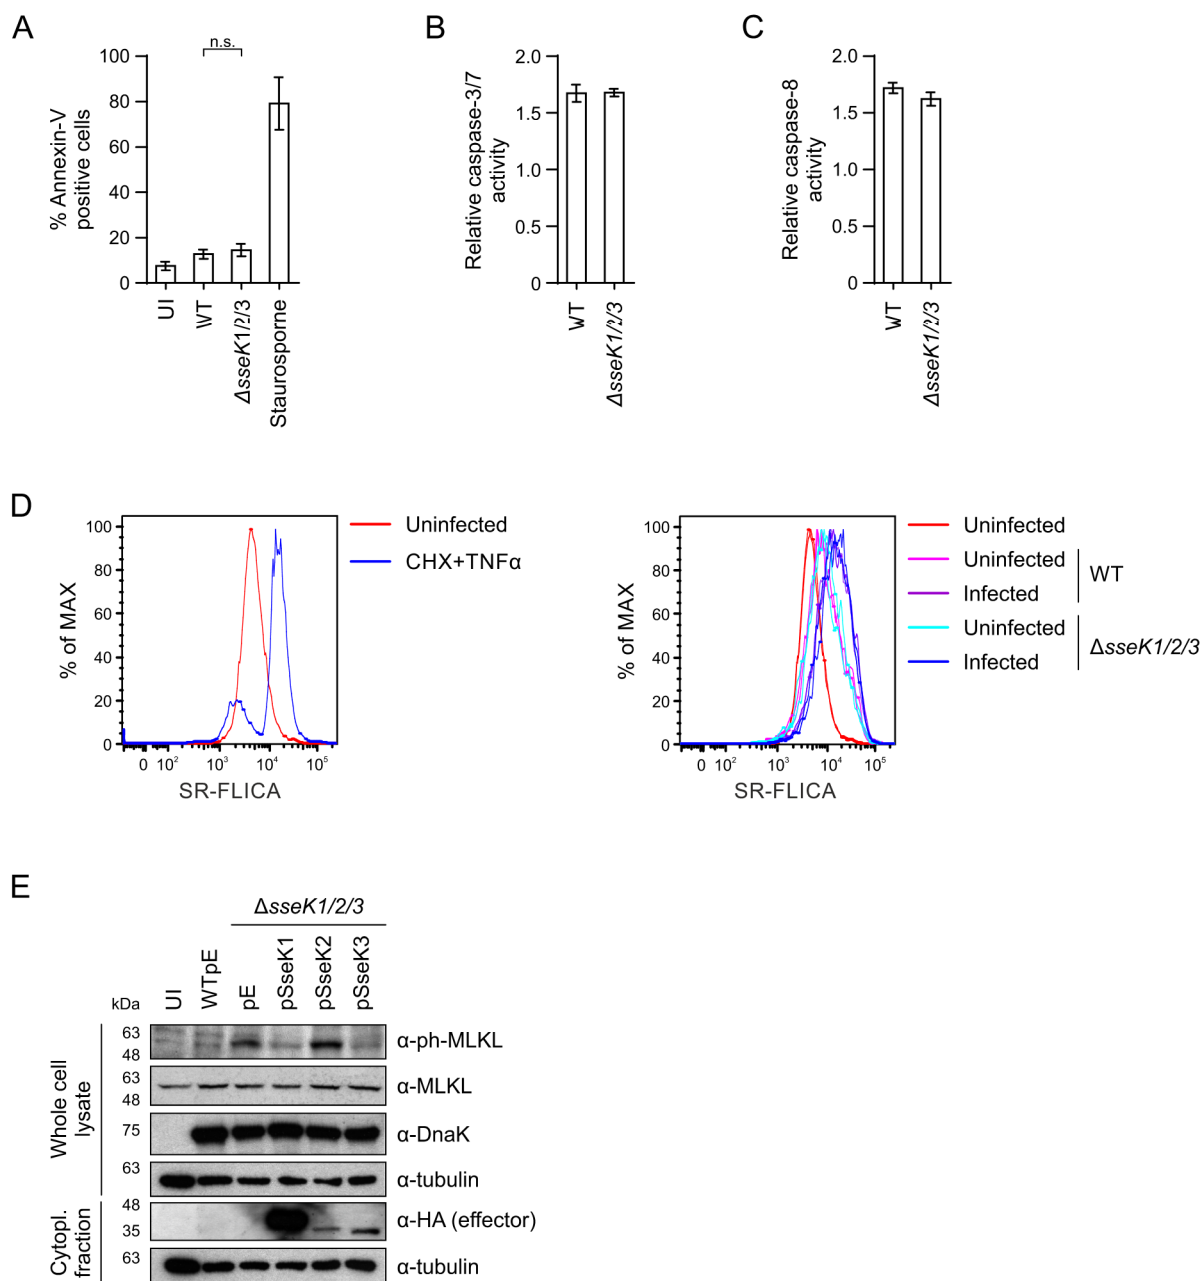 A
n.s.
100
80
60
40
20
0
% Annexin-V
positive cells
UI
WT
ΔsseK1/2/3
Staurosporne
B
2.0
1.5
1.0
0.5
0
Relative caspase-3/7
activity
WT
ΔsseK1/2/3
C
2.0
1.5
1.0
0.5
0
Relative caspase-8
activity
WT
ΔsseK1/2/3
D
100
80
60
40
20
0
% of MAX
0 10² 10³ 10⁴ 10⁵
SR-FLICA
Uninfected
CHX+TNFα
100
80
60
40
20
0
% of MAX
0 10² 10³ 10⁴ 10⁵
SR-FLICA
Uninfected
Uninfected
Infected
WT
Uninfected
Infected
ΔsseK1/2/3
E
ΔsseK1/2/3
kDa
UI
WTpE
pE
pSseK1
pSseK2
pSseK3
Whole cell
lysate
63
48
α-ph-MLKL
63
48
α-MLKL
75
α-DnaK
63
α-tubulin
Cytopl.
fraction
48
35
α-HA (effector)
63
α-tubulin